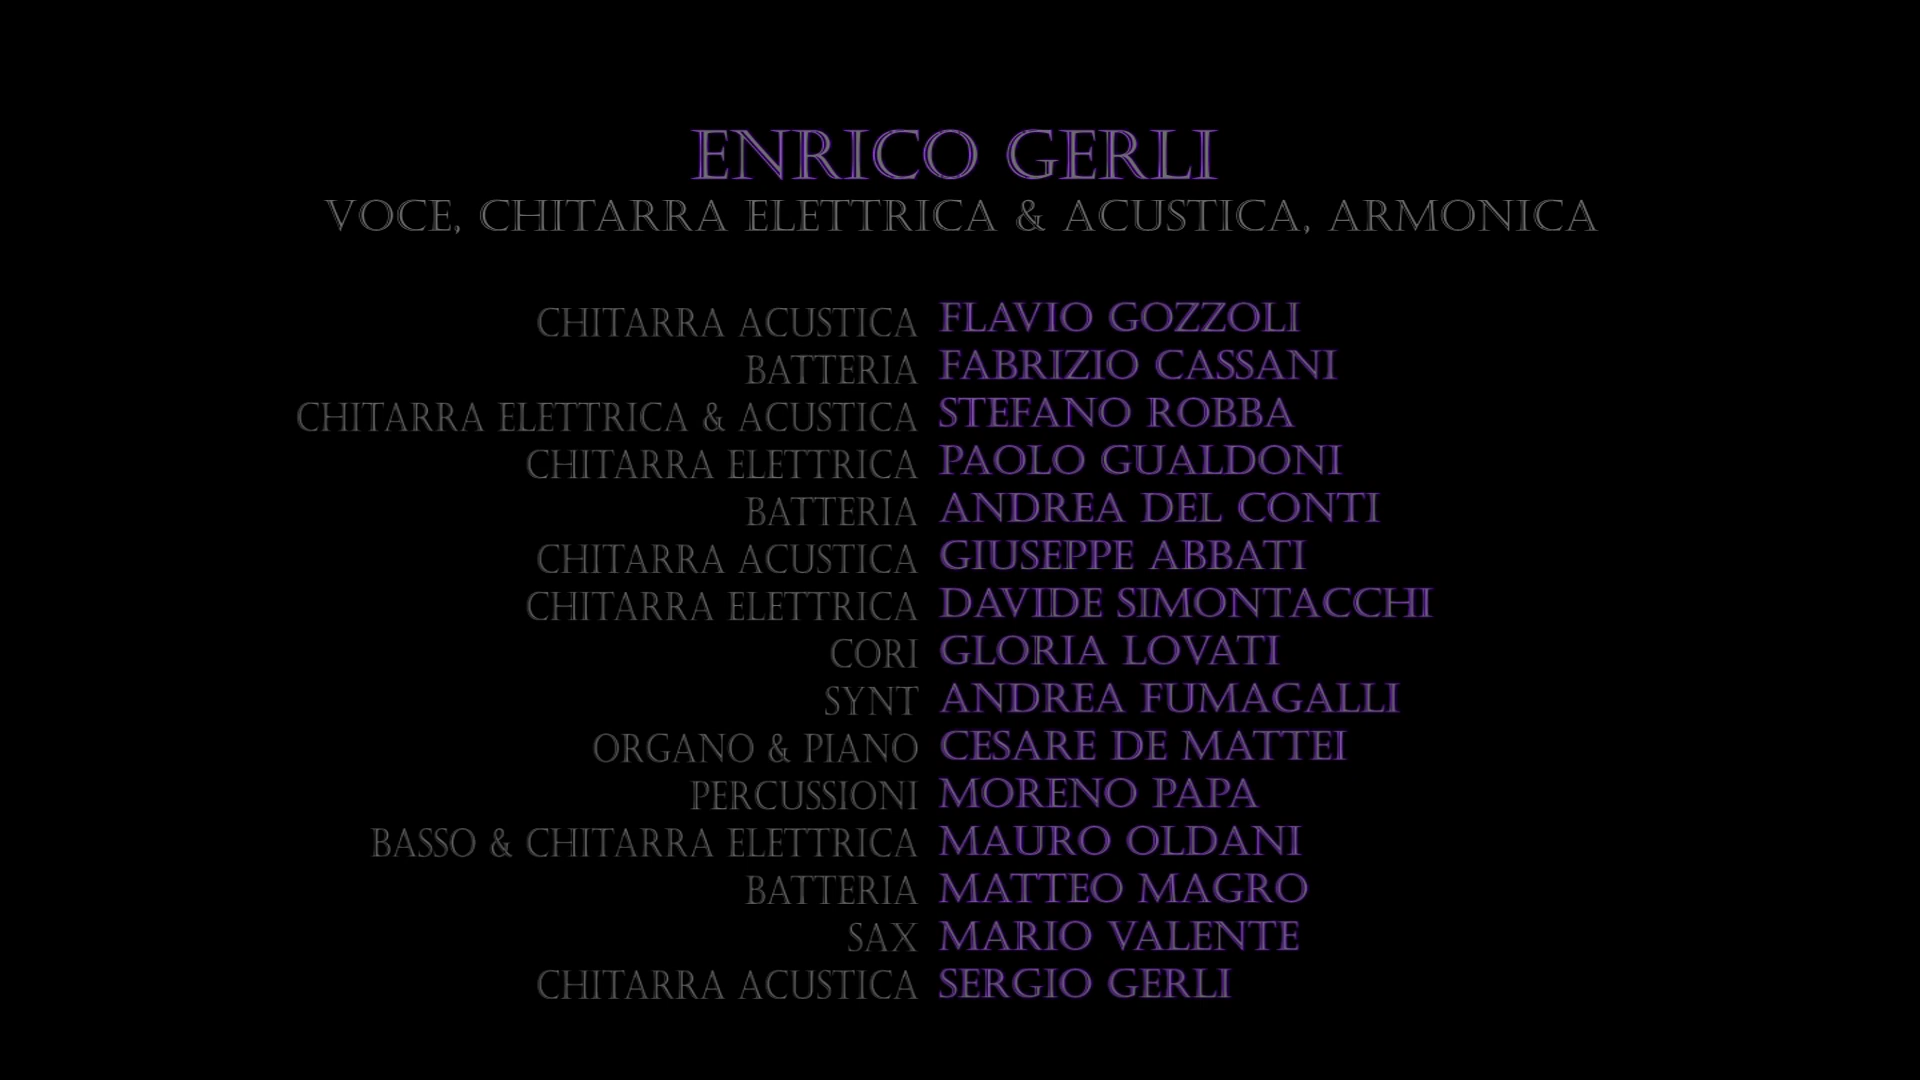 ENRICO GERLI
VOCE, CHITARRA ELETTRICA & ACUSTICA, ARMONICA
CHITARRA ACUSTICA FLAVIO GOZZOLI
BATTERIA FABRIZIO CASSANI
CHITARRA ELETTRICA & ACUSTICA STEFANO ROBBA
CHITARRA ELETTRICA PAOLO GUALDONI
BATTERIA ANDREA DEL CONTI
CHITARRA ACUSTICA GIUSEPPE ABBATI
CHITARRA ELETTRICA DAVIDE SIMONTACCHI
CORI GLORIA LOVATI
SYNT ANDREA FUMAGALLI
ORGANO & PIANO CESARE DE MATTEI
PERCUSSIONI MORENO PAPA
BASSO & CHITARRA ELETTRICA MAURO OLDANI
BATTERIA MATTEO MAGRO
SAX MARIO VALENTE
CHITARRA ACUSTICA SERGIO GERLI